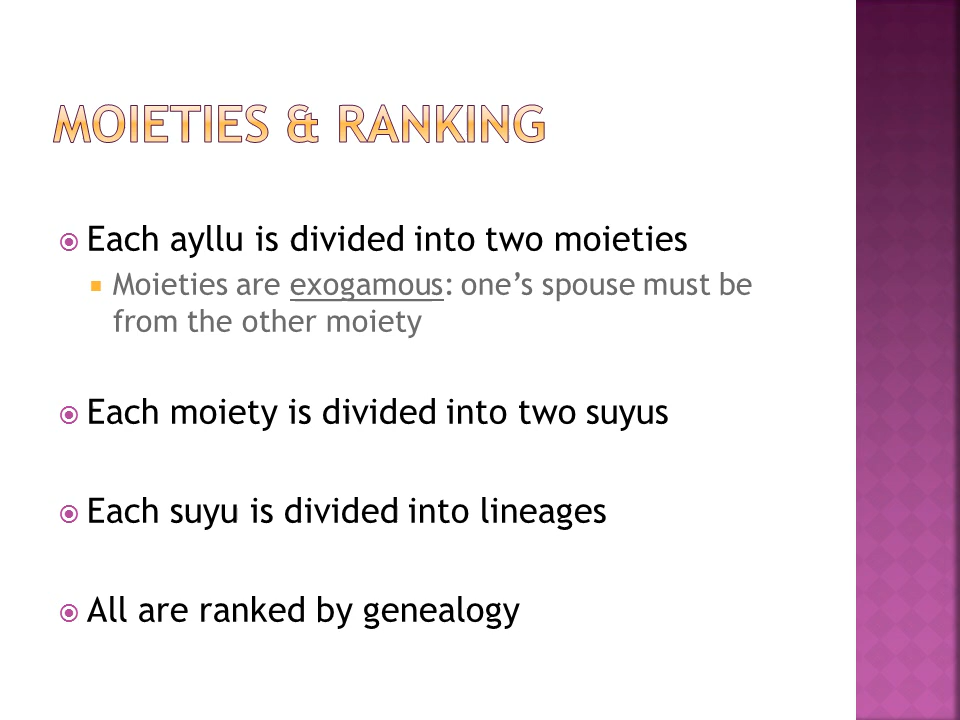 MOIETIES & RANKING
Each ayllu is divided into two moieties
Moieties are exogamous: one’s spouse must be
from the other moiety
Each moiety is divided into two suyus
Each suyu is divided into lineages
All are ranked by genealogy